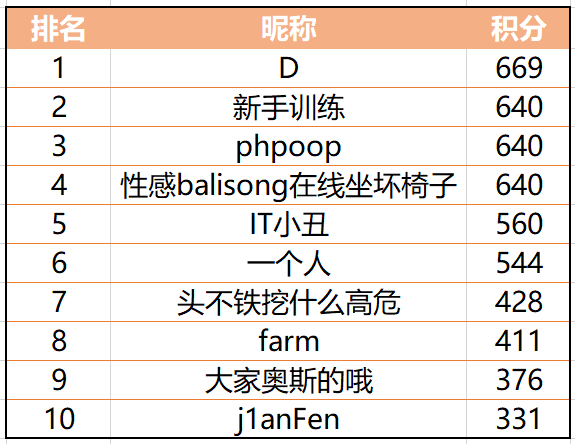 排名 昵称 积分
1 D 669
2 新手训练 640
3 phpoop 640
4 性感balisong在线坐坏椅子 640
5 IT小丑 560
6 一个人 544
7 头不铁挖什么高危 428
8 farm 411
9 大家奥斯的哦 376
10 j1anFen 331